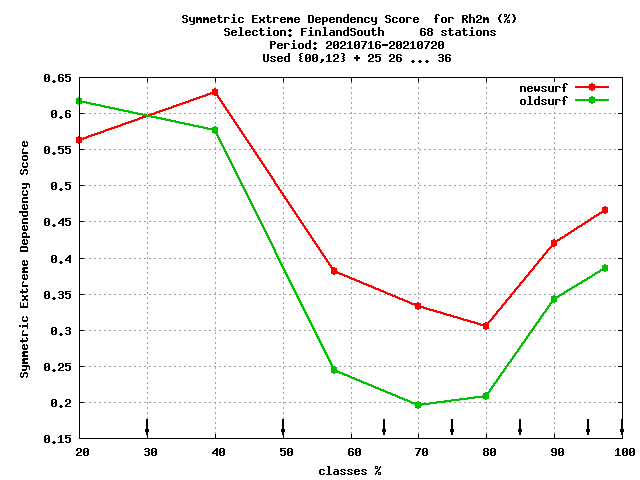 Symmetric Extreme Dependency Score  for Rh2m (%)
Selection: FinlandSouth     68 stations
Period: 20210716-20210720
Used {00,12} + 25 26 ... 36
newsurf
oldsurf
Symmetric Extreme Dependency Score
0.65
0.6
0.55
0.5
0.45
0.4
0.35
0.3
0.25
0.2
0.15
20 30 40 50 60 70 80 90 100
classes %